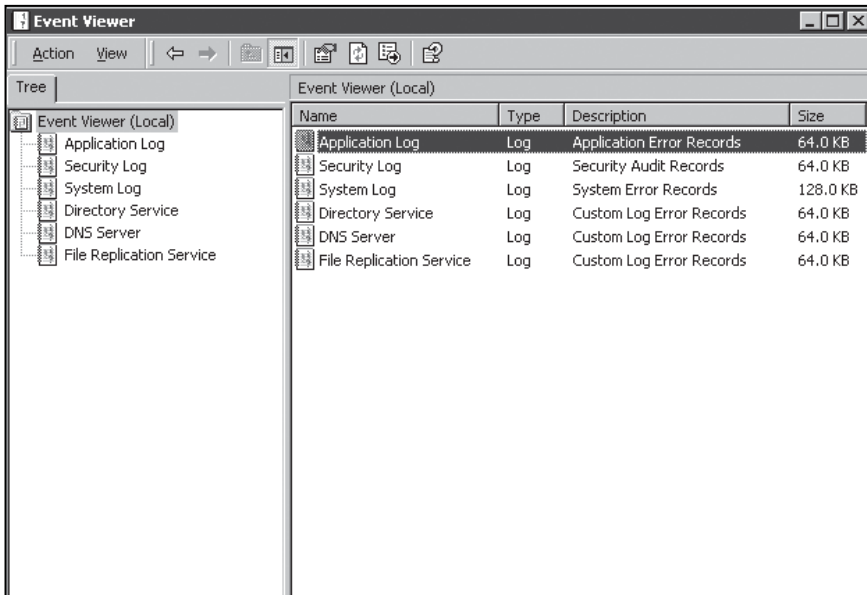 Event Viewer
Action View
Tree
Event Viewer (Local)
Event Viewer (Local)
Application Log
Security Log
System Log
Directory Service
DNS Server
File Replication Service
Name Type Description Size
Application Log Log Application Error Records 64.0 KB
Security Log Log Security Audit Records 64.0 KB
System Log Log System Error Records 128.0 KB
Directory Service Log Custom Log Error Records 64.0 KB
DNS Server Log Custom Log Error Records 64.0 KB
File Replication Service Log Custom Log Error Records 64.0 KB